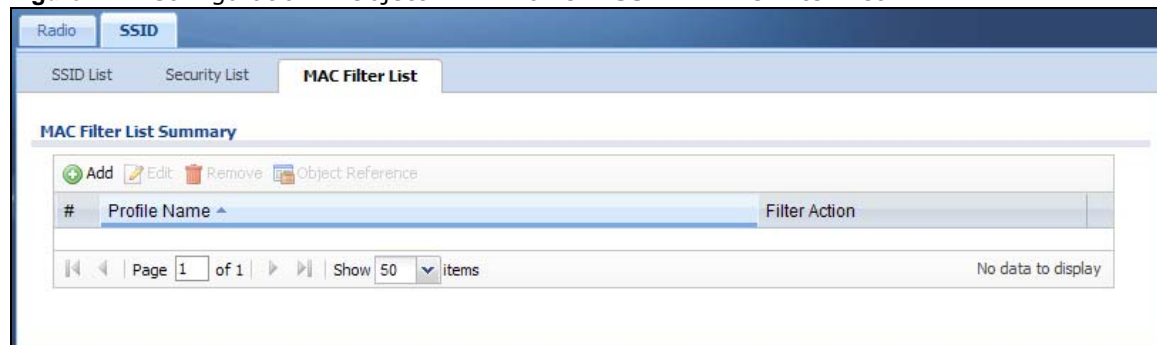 Radio SSID
SSID List Security List MAC Filter List
MAC Filter List Summary
Add Edit Remove Object Reference
# Profile Name Filter Action
Page 1 of 1 Show 50 items No data to display